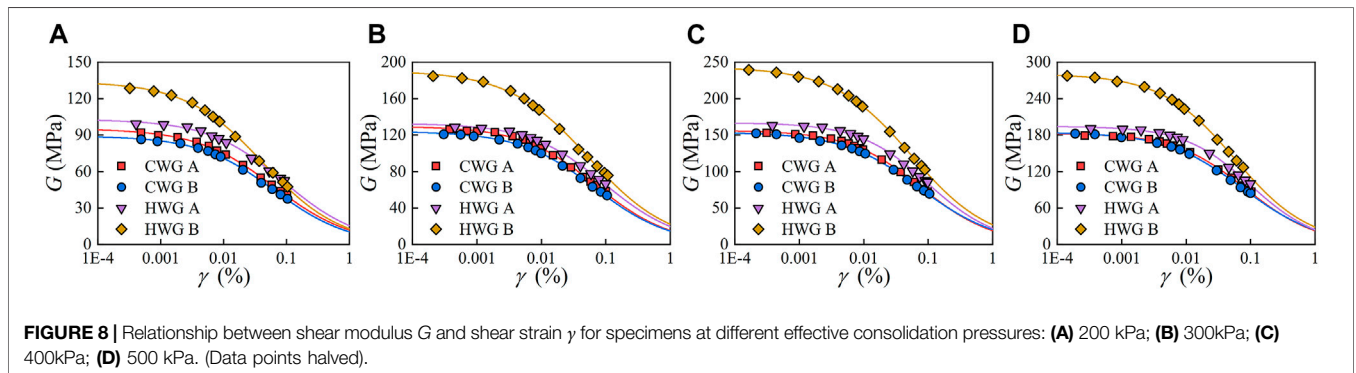 A
B
C
D
G (MPa)
150
120
90
60
30
0
1E-4
0.001
0.01
0.1
1
γ (%)
CWG A
CWG B
HWG A
HWG B
G (MPa)
200
160
120
80
40
0
1E-4
0.001
0.01
0.1
1
γ (%)
CWG A
CWG B
HWG A
HWG B
G (MPa)
250
200
150
100
50
0
1E-4
0.001
0.01
0.1
1
γ (%)
CWG A
CWG B
HWG A
HWG B
G (MPa)
300
240
180
120
60
0
1E-4
0.001
0.01
0.1
1
γ (%)
CWG A
CWG B
HWG A
HWG B
FIGURE 8 | Relationship between shear modulus G and shear strain γ for specimens at different effective consolidation pressures: (A) 200 kPa; (B) 300kPa; (C)
400kPa; (D) 500 kPa. (Data points halved).